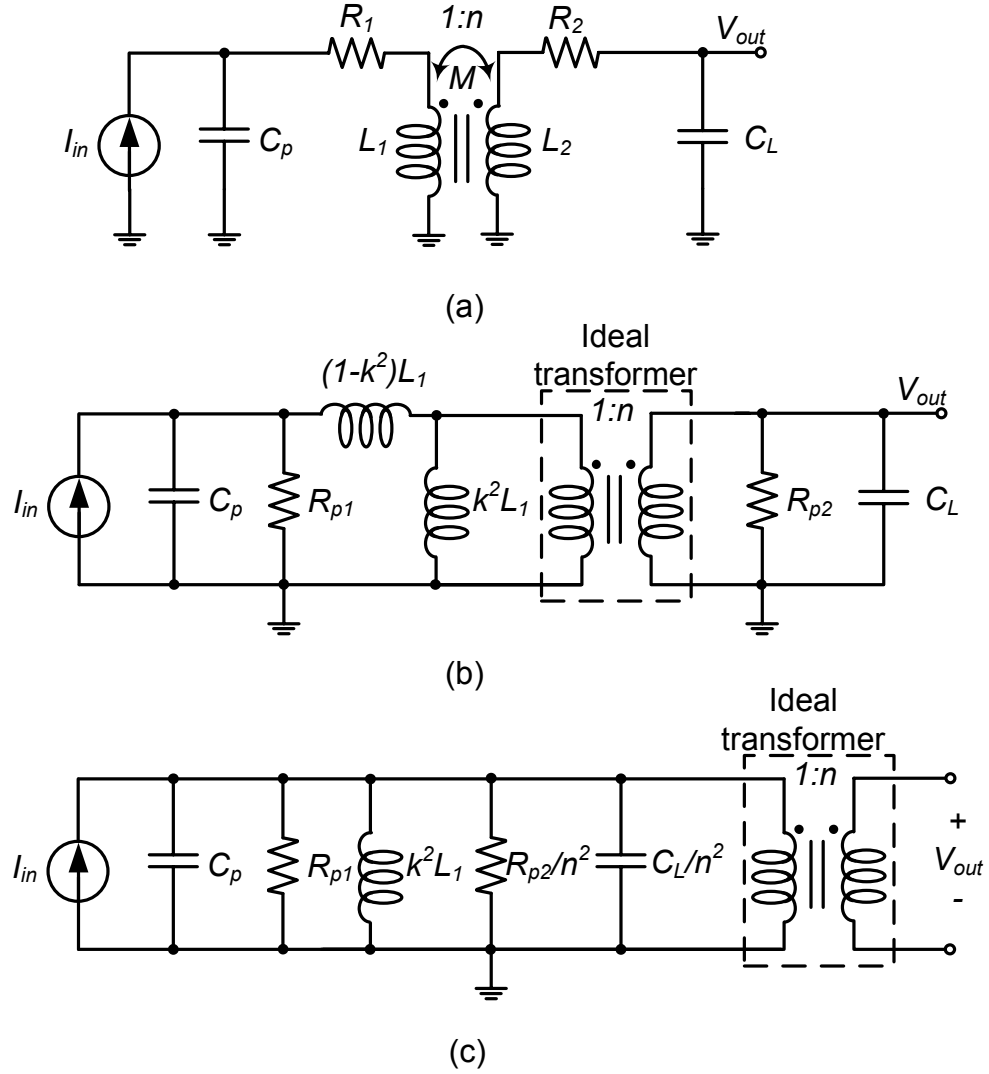 R1 1:n R2 Vout
M
Iin Cp L1 L2 CL
(a)
Ideal
transformer
(1-k²)L1 1:n Vout
Iin Cp Rp1 k²L1 Rp2 CL
(b)
Ideal
transformer
1:n
+
Iin Cp Rp1 k²L1 Rp2/n² CL/n² Vout
-
(c)